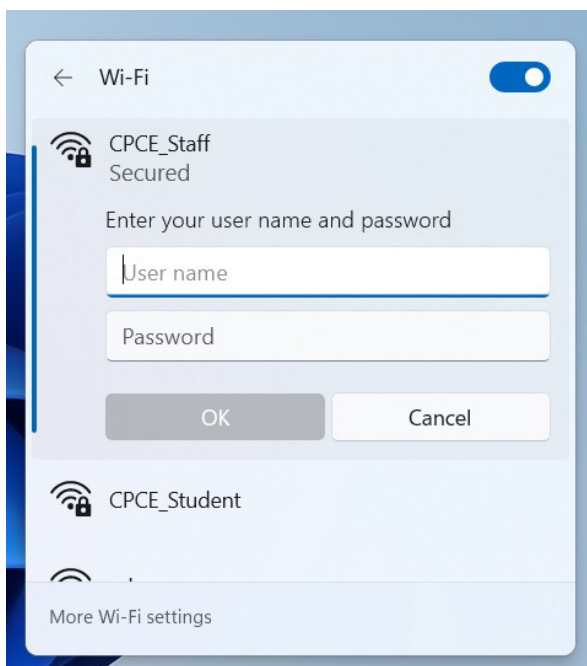 Wi-Fi
CPCE_Staff
Secured
Enter your user name and password
User name
Password
OK
Cancel
CPCE_Student
More Wi-Fi settings